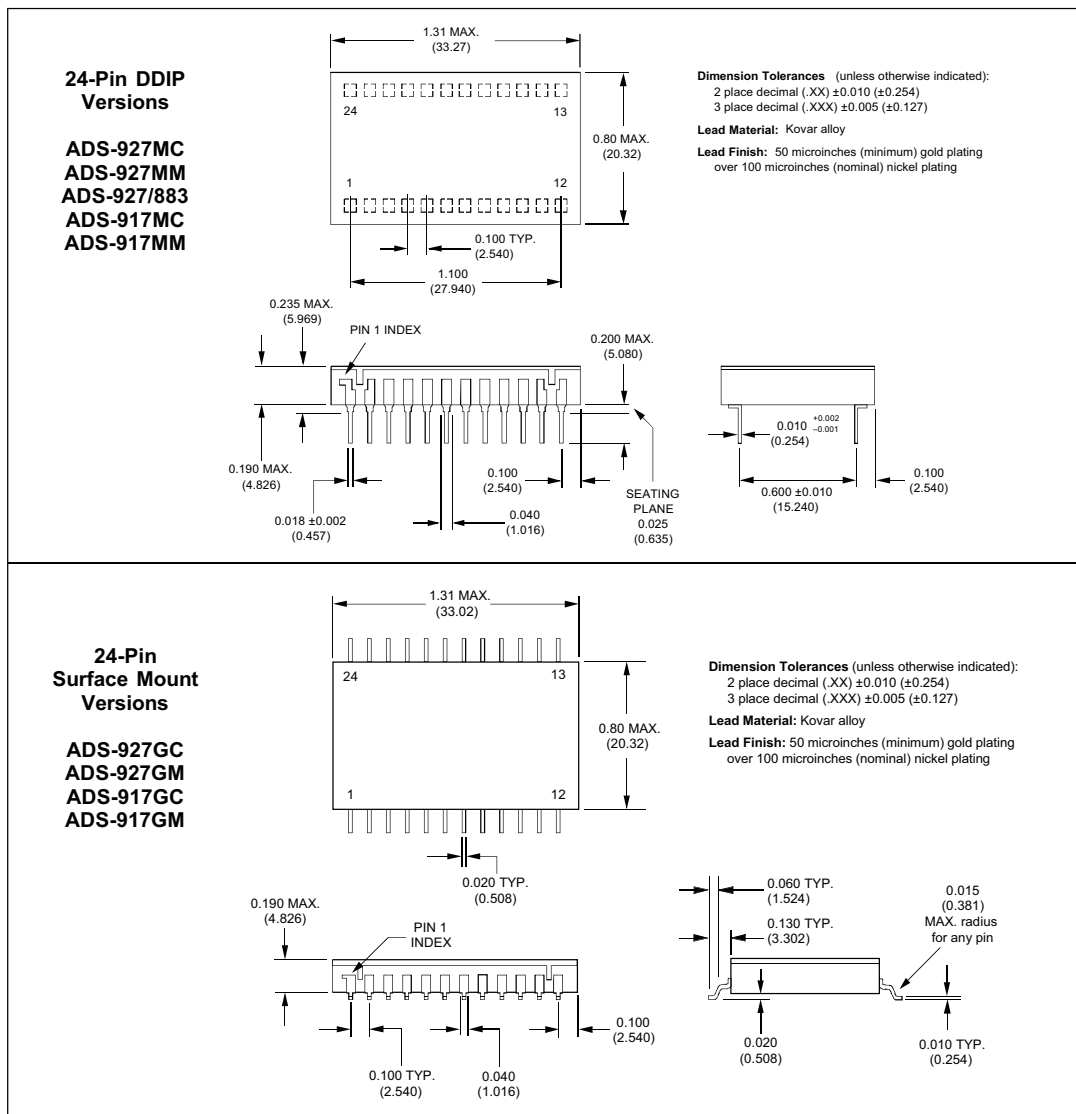 24-Pin DDIP
Versions
ADS-927MC
ADS-927MM
ADS-927/883
ADS-917MC
ADS-917MM
1.31 MAX.
(33.27)
24
13
1
12
0.80 MAX.
(20.32)
0.100 TYP.
(2.540)
1.100
(27.940)
Dimension Tolerances (unless otherwise indicated):
2 place decimal (.XX) ±0.010 (±0.254)
3 place decimal (.XXX) ±0.005 (±0.127)
Lead Material: Kovar alloy
Lead Finish: 50 microinches (minimum) gold plating
over 100 microinches (nominal) nickel plating
0.235 MAX.
(5.969)
PIN 1 INDEX
0.200 MAX.
(5.080)
0.190 MAX.
(4.826)
0.018 ±0.002
(0.457)
0.040
(1.016)
0.100
(2.540)
SEATING
PLANE
0.025
(0.635)
0.010 +0.002
–0.001
(0.254)
0.600 ±0.010
(15.240)
0.100
(2.540)
24-Pin
Surface Mount
Versions
ADS-927GC
ADS-927GM
ADS-917GC
ADS-917GM
1.31 MAX.
(33.02)
24
13
1
12
0.80 MAX.
(20.32)
0.020 TYP.
(0.508)
Dimension Tolerances (unless otherwise indicated):
2 place decimal (.XX) ±0.010 (±0.254)
3 place decimal (.XXX) ±0.005 (±0.127)
Lead Material: Kovar alloy
Lead Finish: 50 microinches (minimum) gold plating
over 100 microinches (nominal) nickel plating
0.190 MAX.
(4.826)
PIN 1
INDEX
0.100 TYP.
(2.540)
0.040
(1.016)
0.100
(2.540)
0.060 TYP.
(1.524)
0.130 TYP.
(3.302)
0.015
(0.381)
MAX. radius
for any pin
0.020
(0.508)
0.010 TYP.
(0.254)